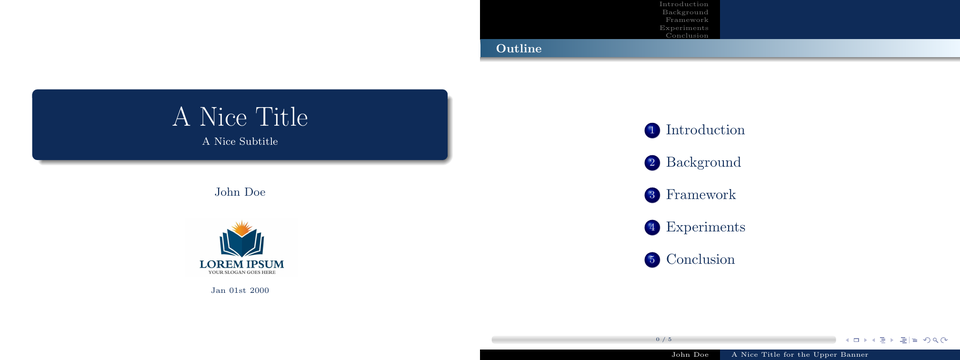 A Nice Title
A Nice Subtitle
John Doe
LOREM IPSUM
YOUR SLOGAN GOES HERE
Jan 01st 2000
Introduction
Background
Framework
Experiments
Conclusion
Outline
1 Introduction
2 Background
3 Framework
4 Experiments
5 Conclusion
0 / 5
John Doe
A Nice Title for the Upper Banner